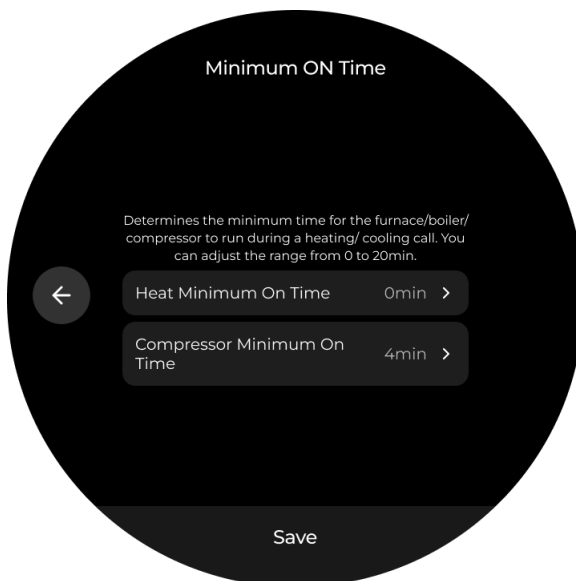 Minimum ON Time
Determines the minimum time for the furnace/boiler/
compressor to run during a heating/ cooling call. You
can adjust the range from 0 to 20min.
Heat Minimum On Time 0min
Compressor Minimum On
Time 4min
Save